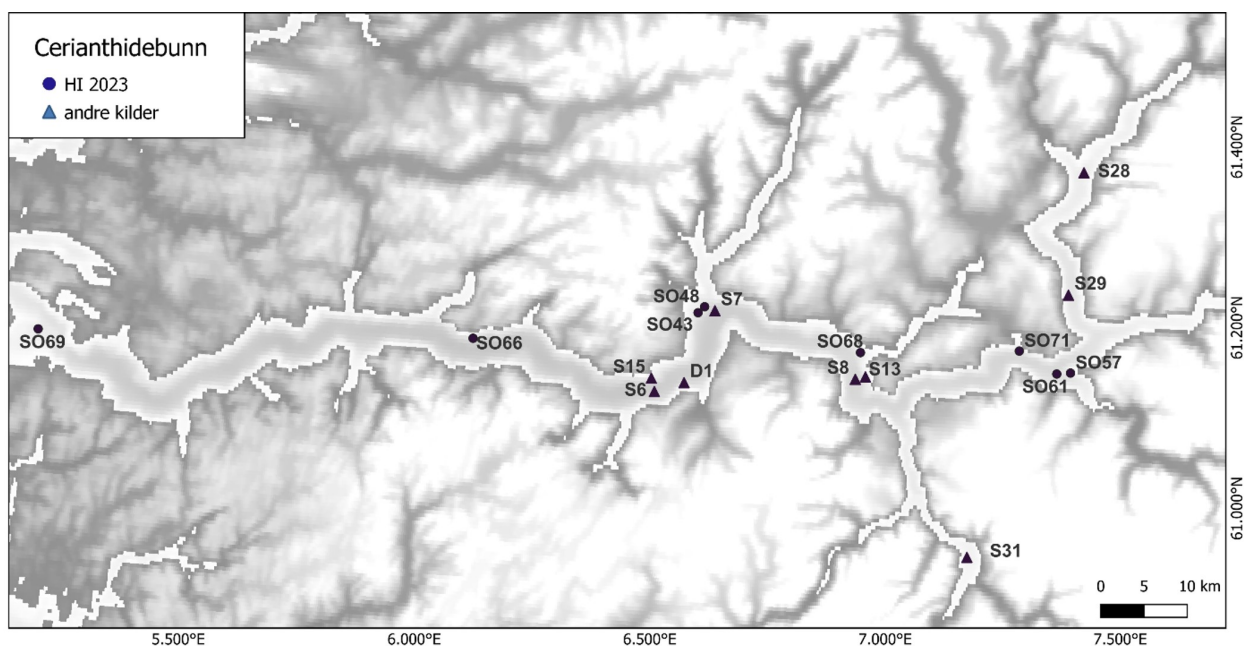 Cerianthidebunn
HI 2023
andre kilder
S28
S29
SO48
S7
SO43
SO69
SO66
SO68
SO71
S15
D1
S8
S13
SO57
S6
SO61
S31
0 5 10 km
61.400°N
61.200°N
61.000°N
5.500°E 6.000°E 6.500°E 7.000°E 7.500°E